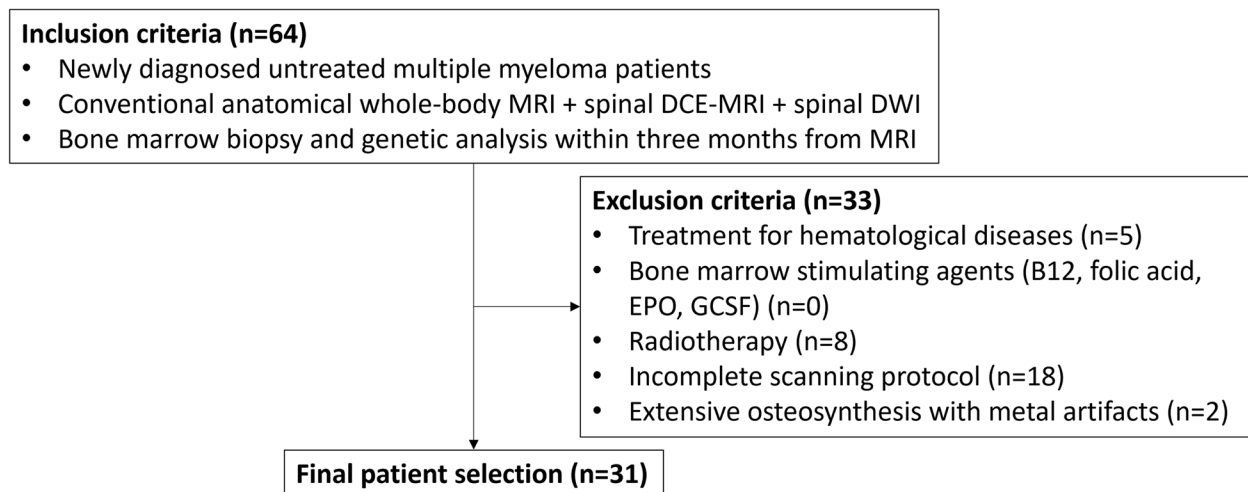 Inclusion criteria (n=64)
• Newly diagnosed untreated multiple myeloma patients
• Conventional anatomical whole-body MRI + spinal DCE-MRI + spinal DWI
• Bone marrow biopsy and genetic analysis within three months from MRI
Exclusion criteria (n=33)
• Treatment for hematological diseases (n=5)
• Bone marrow stimulating agents (B12, folic acid,
EPO, GCSF) (n=0)
• Radiotherapy (n=8)
• Incomplete scanning protocol (n=18)
• Extensive osteosynthesis with metal artifacts (n=2)
Final patient selection (n=31)